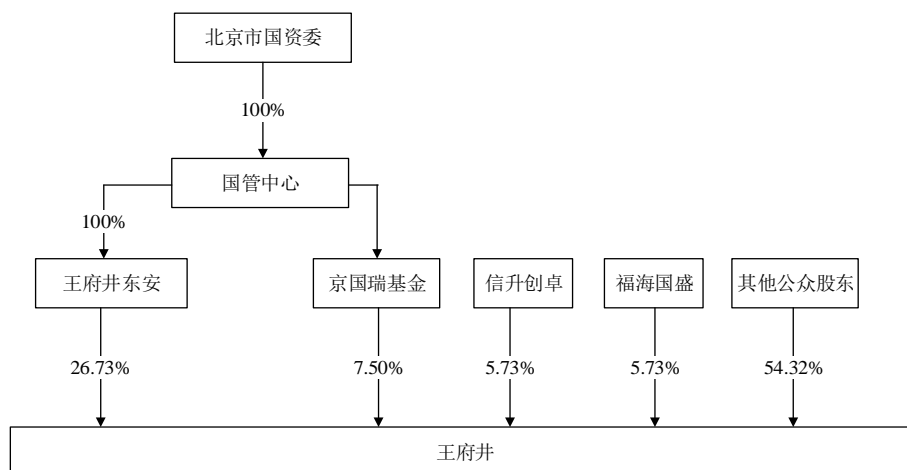 北京市国资委
100%
国管中心
100%
王府井东安
京国瑞基金
信升创卓
福海国盛
其他公众股东
26.73%
7.50%
5.73%
5.73%
54.32%
王府井